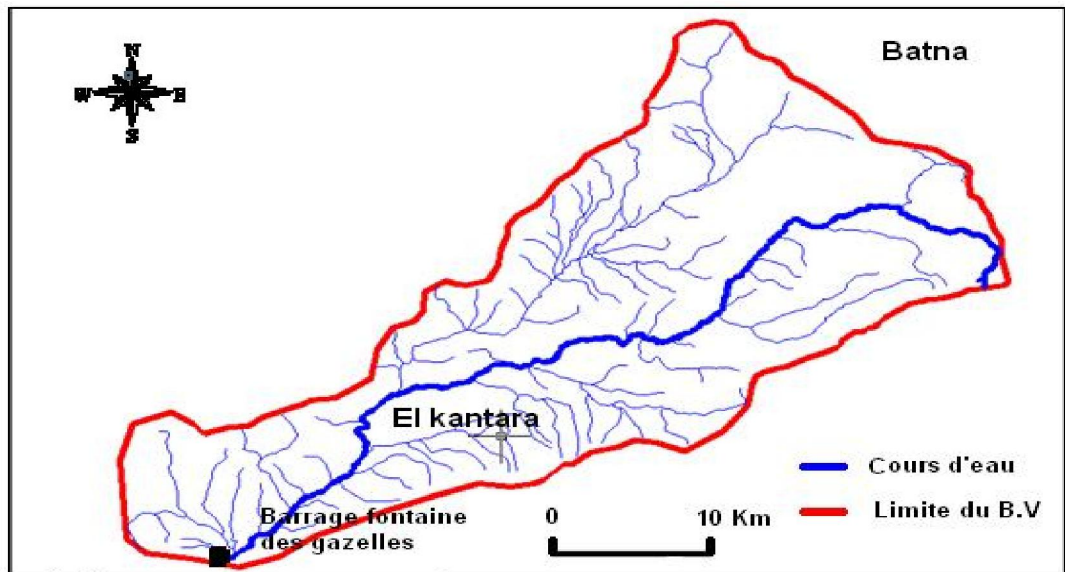 Batna
N
W E
S
El kantara
Cours d'eau
Barrage fontaine
des gazelles
0 10 Km
Limite du B.V